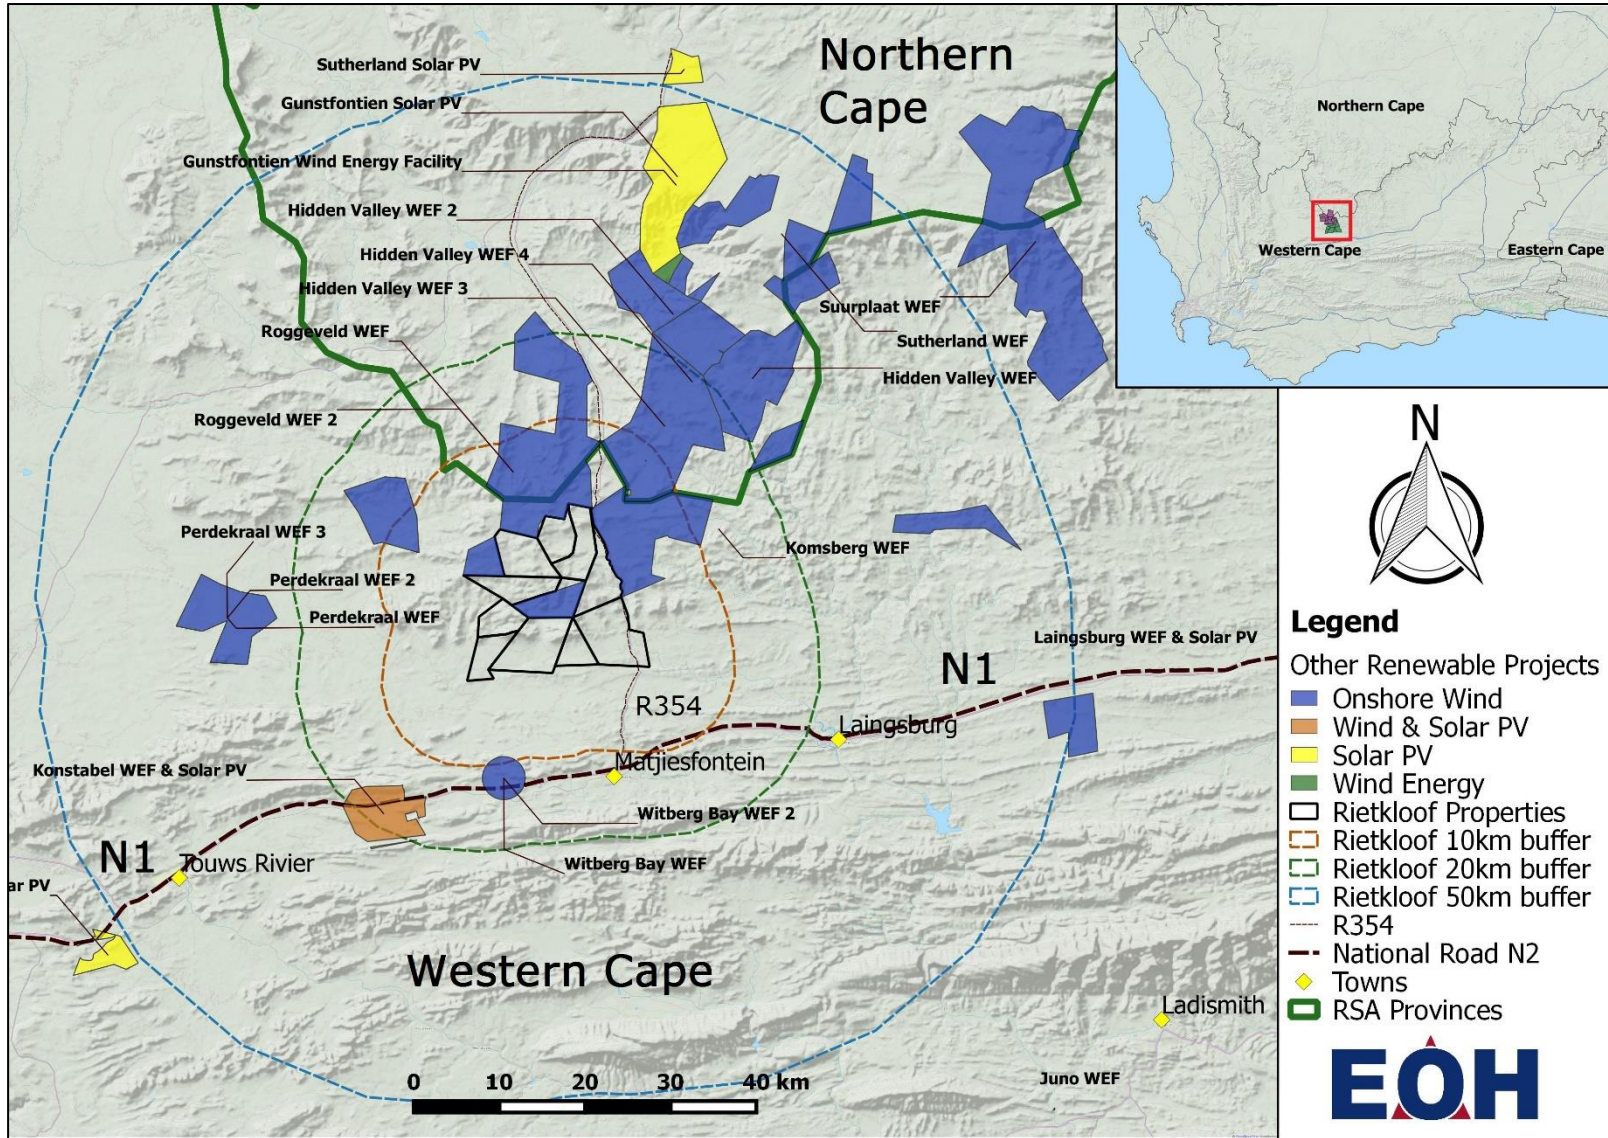 Northern
Cape
Sutherland Solar PV
Gunstfontien Solar PV
Gunstfontien Wind Energy Facility
Hidden Valley WEF 2
Hidden Valley WEF 4
Hidden Valley WEF 3
Roggeveld WEF
Roggeveld WEF 2
Suurplaat WEF
Sutherland WEF
Hidden Valley WEF
Perdekraal WEF 3
Perdekraal WEF 2
Perdekraal WEF
Komsberg WEF
Laingsburg WEF & Solar PV
N1
R354
Laingsburg
Matjiesfontein
Konstabel WEF & Solar PV
Witberg Bay WEF 2
Witberg Bay WEF
N1
Touws Rivier
ar PV
Western Cape
Ladismith
Juno WEF
0 10 20 30 40 km
Northern Cape
Western Cape
Eastern Cape
N
Legend
Other Renewable Projects
Onshore Wind
Wind & Solar PV
Solar PV
Wind Energy
Rietkloof Properties
Rietkloof 10km buffer
Rietkloof 20km buffer
Rietkloof 50km buffer
R354
National Road N2
Towns
RSA Provinces
EOH